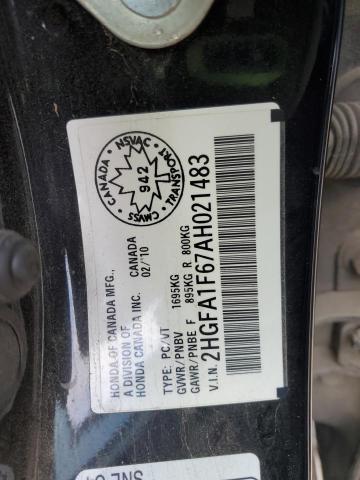 HONDA OF CANADA MFG.,
A DIVISION OF
HONDA CANADA INC.
CANADA
02/10
TYPE: PC/VT
GVWR/PNBV 1695KG
GAWR/PNBE F 895KG R 800KG
V.I.N. 2HGFA1F67AH021483
CANADA · NSVAC · TRANSPORT · CMVSS
942